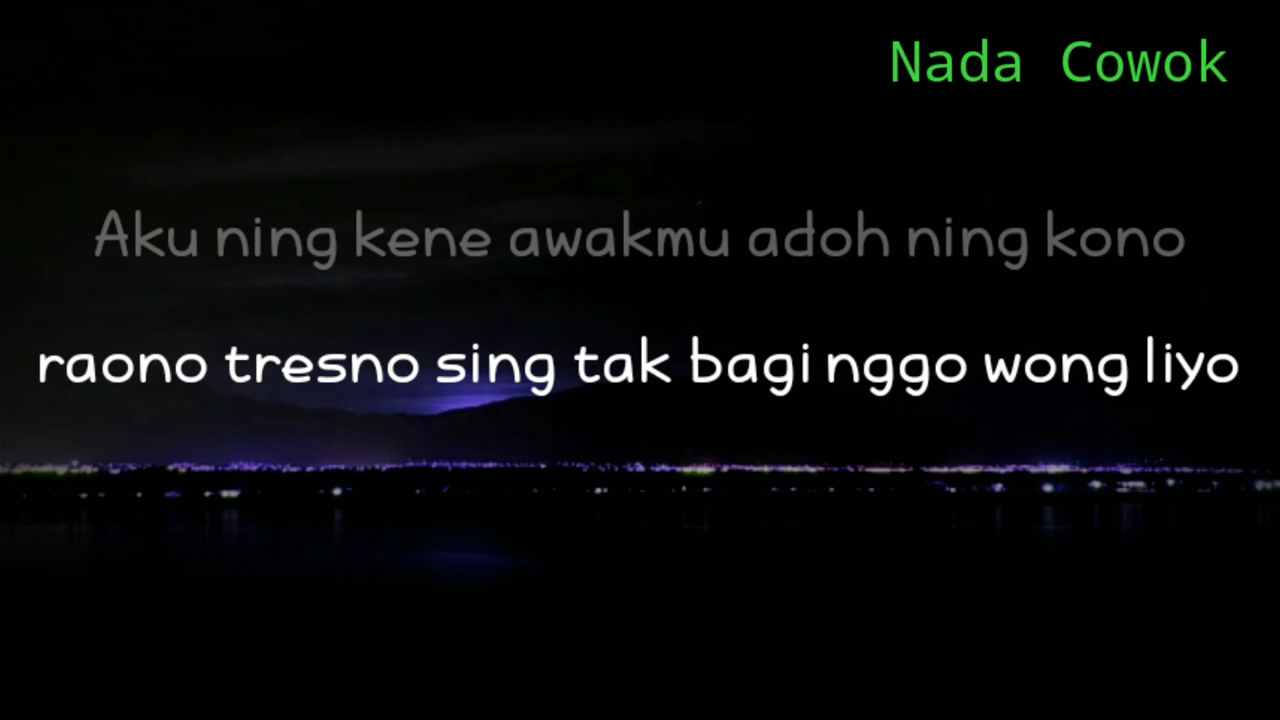 Nada Cowok
Aku ning kene awakmu adoh ning kono
raono tresno sing tak bagi nggo wong liyo